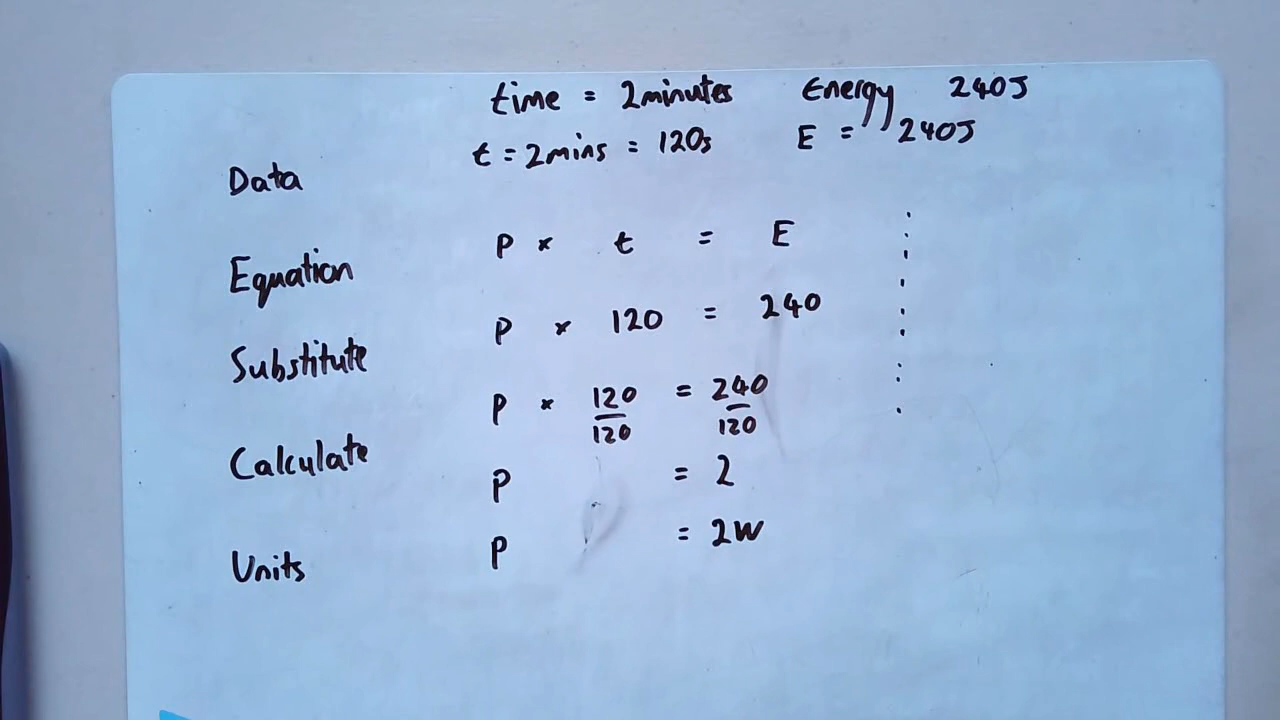 time = 2minutes Energy 240J
t = 2mins = 120s E = 240J
Data
P × t = E
Equation
P × 120 = 240
Substitute
P × 120/120 = 240/120
Calculate
P = 2
P = 2W
Units